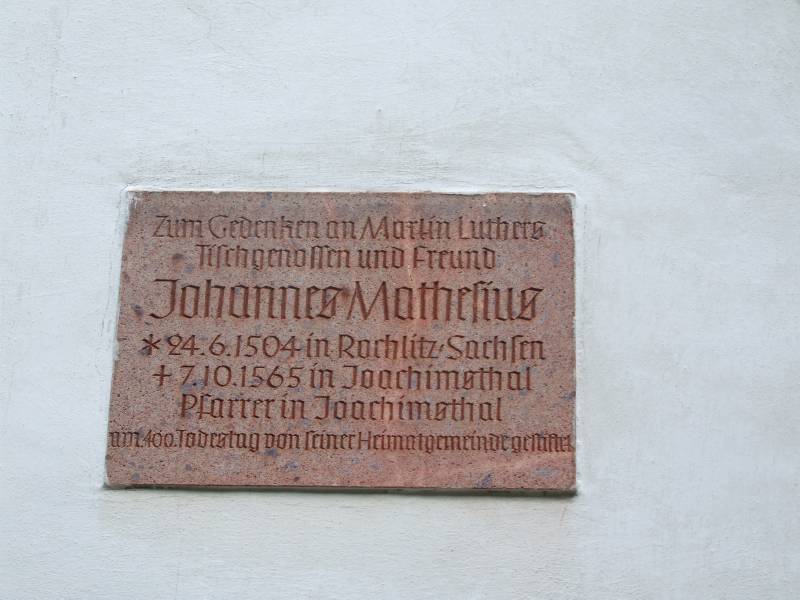 Zum Gedenken an Martin Luthers
Tischgenossen und Freund
Johannes Mathesius
* 24.6.1504 in Rochlitz-Sachsen
+ 7.10.1565 in Joachimsthal
Pfarrer in Joachimsthal
am 400. Todestag von seiner Heimatgemeinde gestiftet